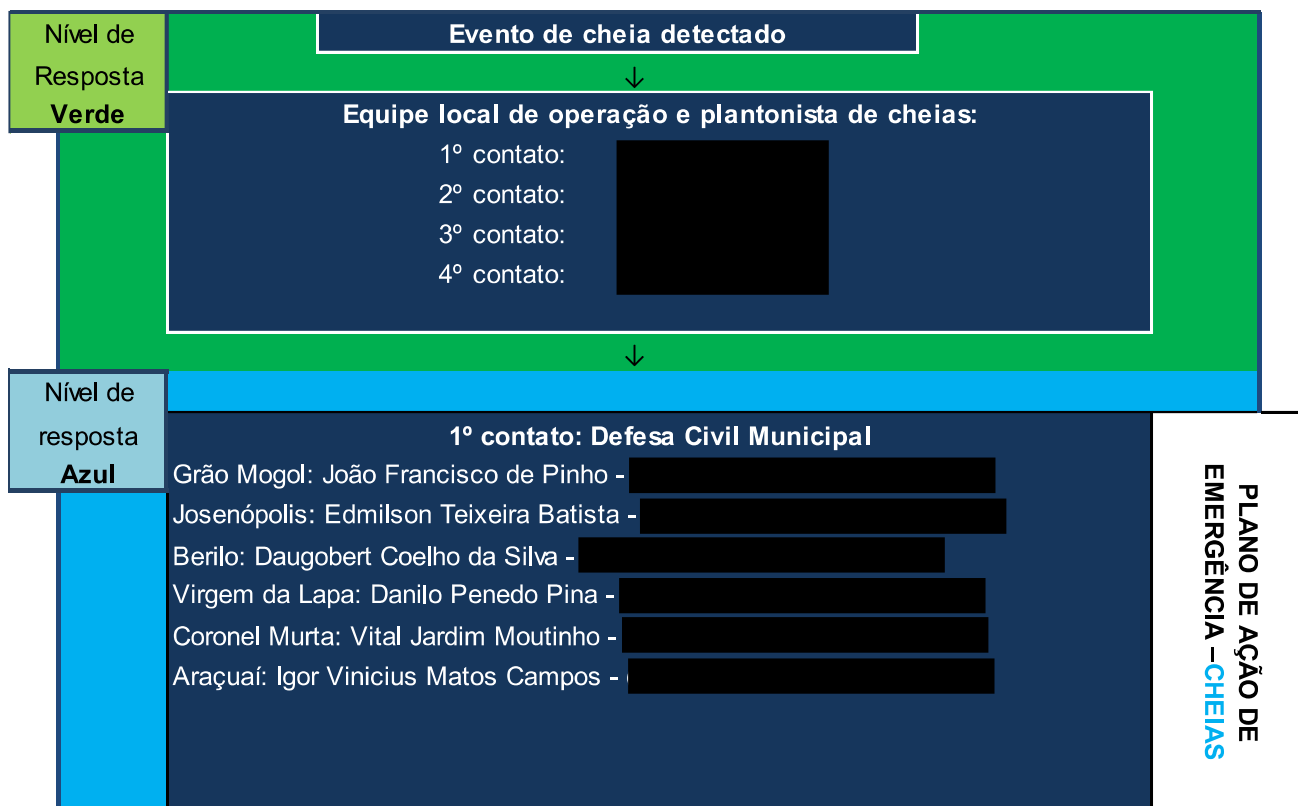 Nível de
Resposta
Verde
Evento de cheia detectado
↓
Equipe local de operação e plantonista de cheias:
1º contato:
2º contato:
3º contato:
4º contato:
↓
Nível de
resposta
Azul
1º contato: Defesa Civil Municipal
Grão Mogol: João Francisco de Pinho -
Josenópolis: Edmilson Teixeira Batista -
Berilo: Daugobert Coelho da Silva -
Virgem da Lapa: Danilo Penedo Pina -
Coronel Murta: Vital Jardim Moutinho -
Araçuaí: Igor Vinicius Matos Campos - (
PLANO DE AÇÃO DE
EMERGÊNCIA –CHEIAS